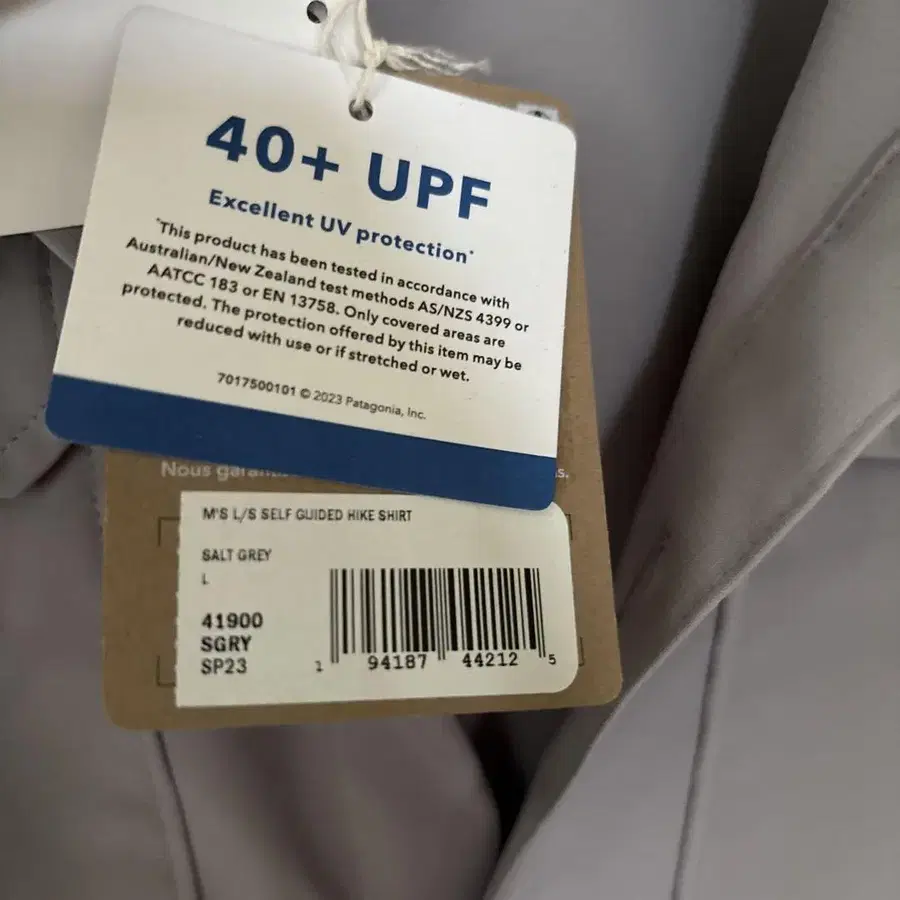 40+ UPF
Excellent UV protection*
*This product has been tested in accordance with
Australian/New Zealand test methods AS/NZS 4399 or
AATCC 183 or EN 13758. Only covered areas are
protected. The protection offered by this item may be
reduced with use or if stretched or wet.
7017500101 © 2023 Patagonia, Inc.
Nous
M'S L/S SELF GUIDED HIKE SHIRT
SALT GREY
L
41900
SGRY
SP23
1 94187 44212 5